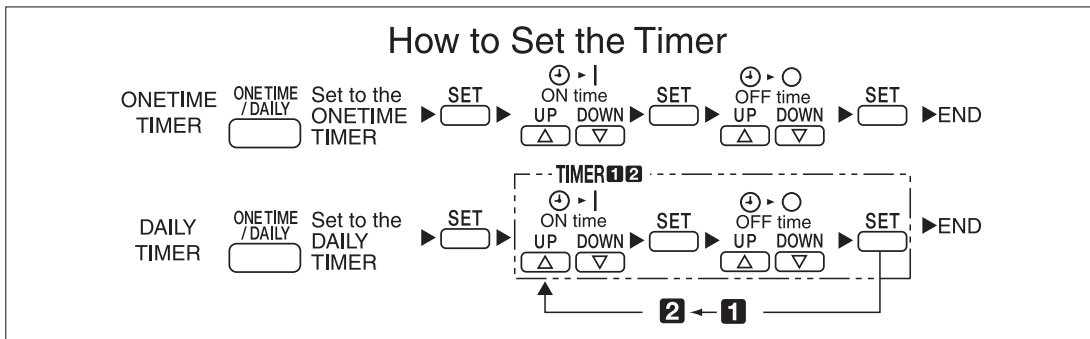 How to Set the Timer
ONETIME TIMER
ONETIME / DAILY
Set to the ONETIME TIMER
SET
ON time
UP DOWN
SET
OFF time
UP DOWN
SET
END
DAILY TIMER
ONETIME / DAILY
Set to the DAILY TIMER
SET
TIMER 1 2
ON time
UP DOWN
SET
OFF time
UP DOWN
SET
END
2 ← 1